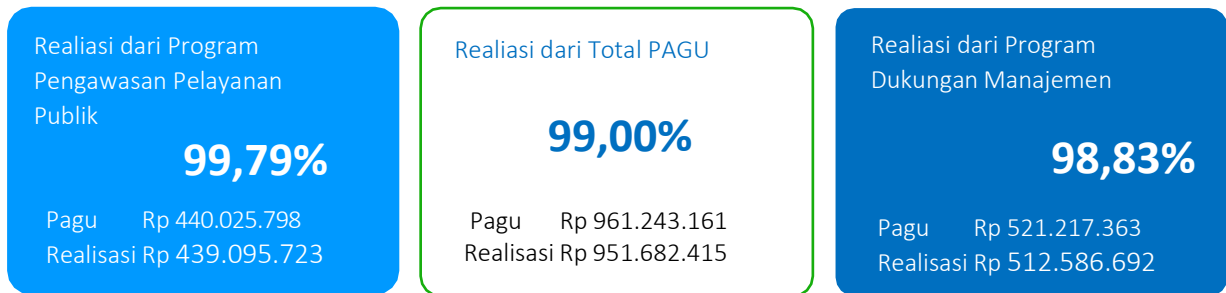 Realiasi dari Program
Pengawasan Pelayanan
Publik
99,79%
Pagu Rp 440.025.798
Realisasi Rp 439.095.723
Realiasi dari Total PAGU
99,00%
Pagu Rp 961.243.161
Realisasi Rp 951.682.415
Realiasi dari Program
Dukungan Manajemen
98,83%
Pagu Rp 521.217.363
Realisasi Rp 512.586.692